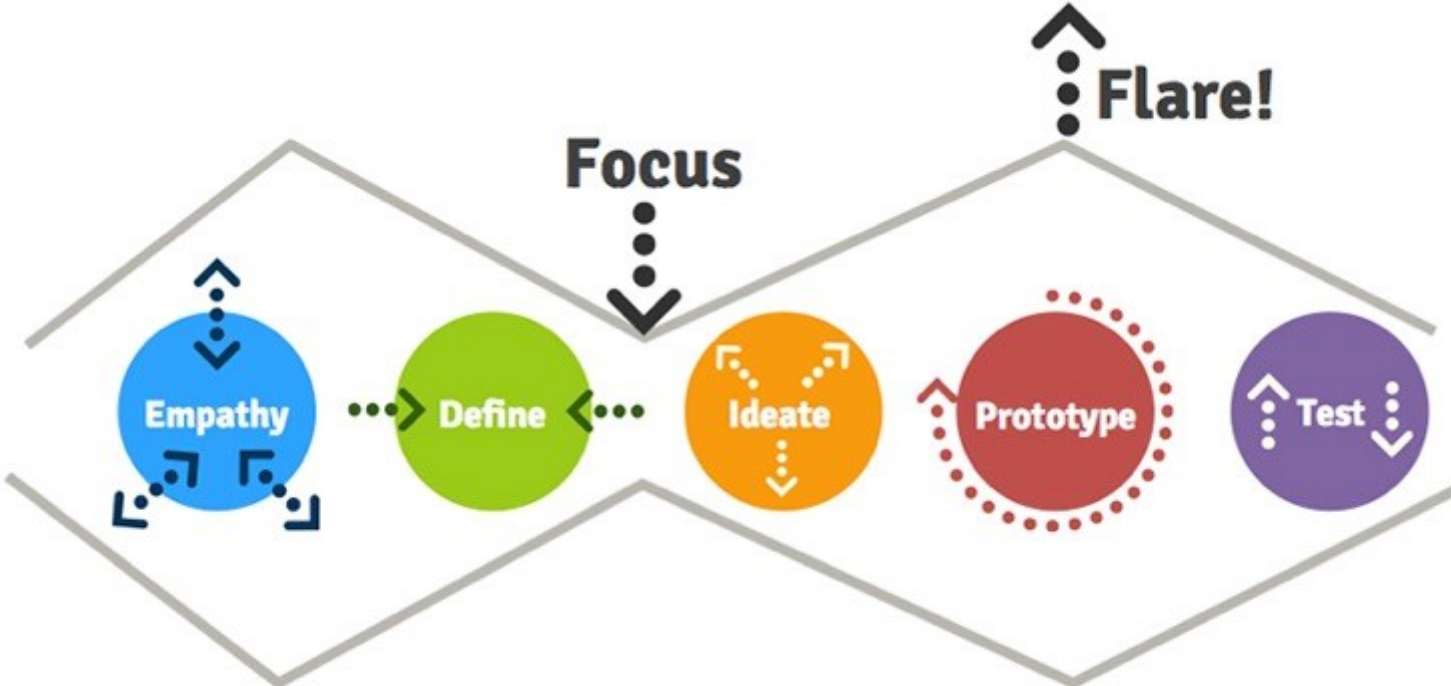 Flare!
Focus
Empathy
Define
Ideate
Prototype
Test